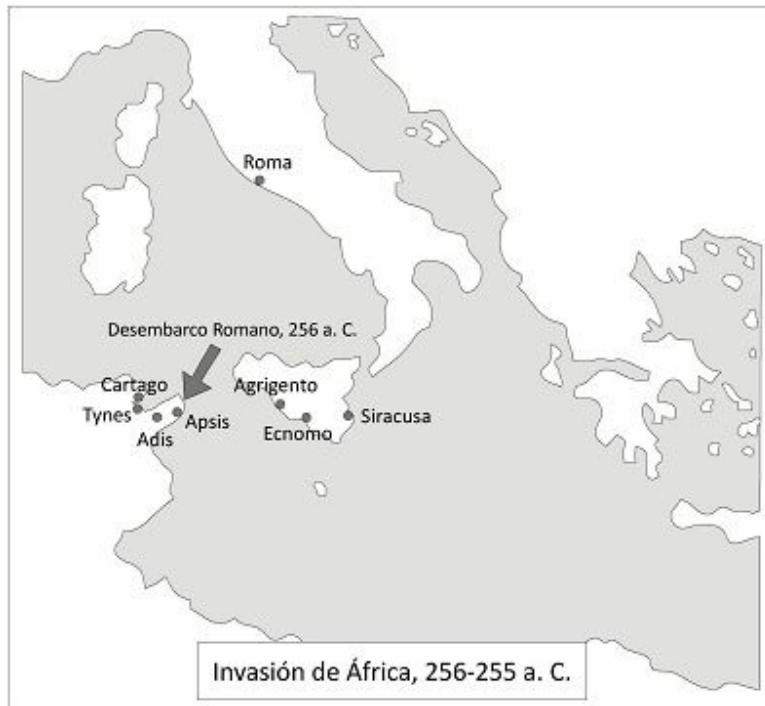 Roma
Desembarco Romano, 256 a. C.
Cartago
Agrigento
Tynes
Apsis
Siracusa
Adis
Ecnomo
Invasión de África, 256-255 a. C.